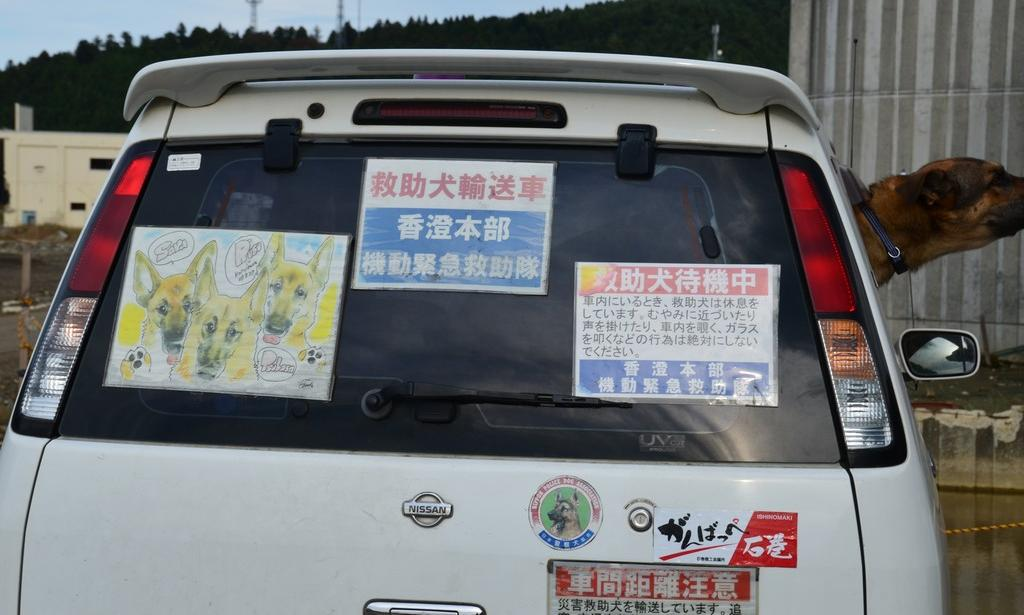 救助犬輸送車
香澄本部
機動緊急救助隊
救助犬待機中
車内にいるとき、救助犬は休息を
しています。むやみに近づいたり
声を掛けたり、車内を覗く、ガラス
を叩くなどの行為は絶対にしない
でください。
香澄本部
機動緊急救助隊
UV
NISSAN
NIPPON POLICE DOG ASSOCIATION
ISHINOMAKI
がんばっぺ
石巻
車間距離注意
災害救助犬を輸送しています。追